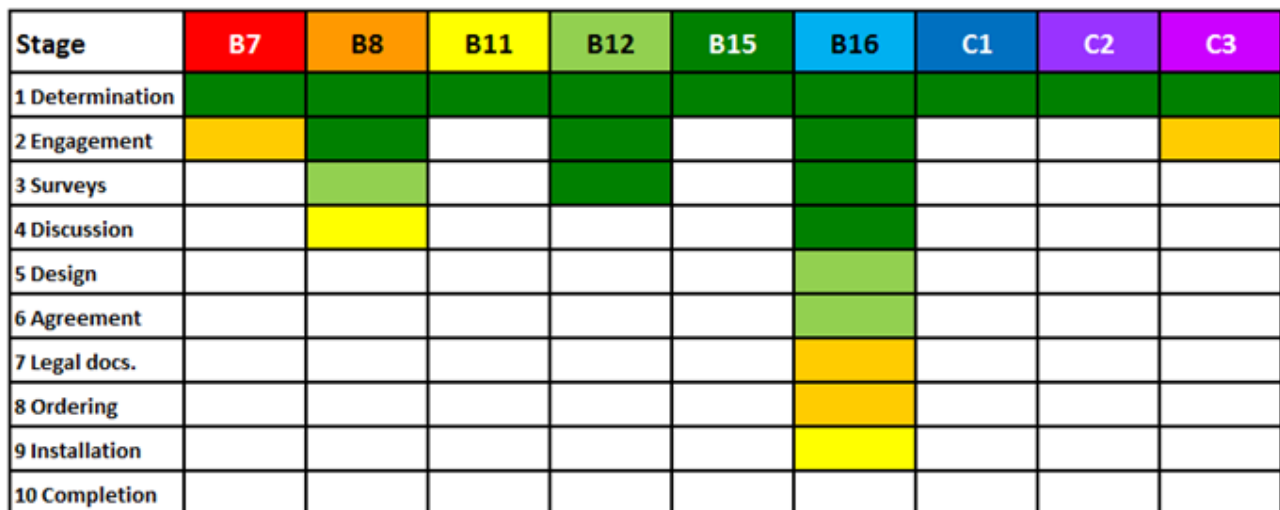 Stage B7 B8 B11 B12 B15 B16 C1 C2 C3
1 Determination
2 Engagement
3 Surveys
4 Discussion
5 Design
6 Agreement
7 Legal docs.
8 Ordering
9 Installation
10 Completion